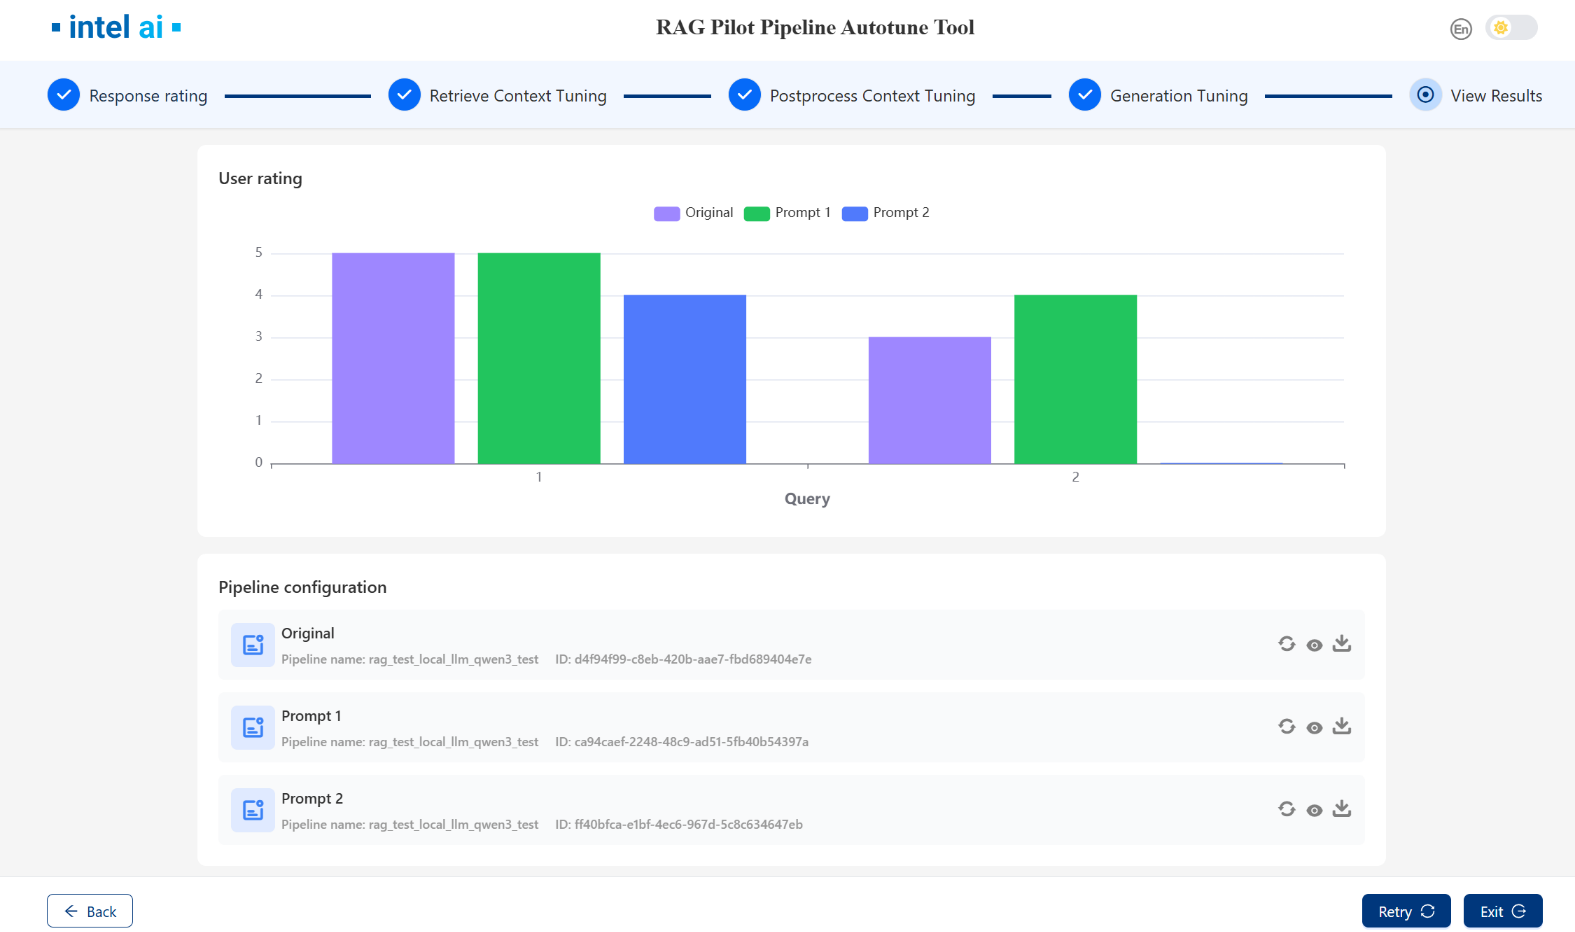 intel ai
RAG Pilot Pipeline Autotune Tool
En
Response rating
Retrieve Context Tuning
Postprocess Context Tuning
Generation Tuning
View Results
User rating
Original
Prompt 1
Prompt 2
5
4
3
2
1
0
1
2
Query
Pipeline configuration
Original
Pipeline name: rag_test_local_llm_qwen3_test ID: d4f94f99-c8eb-420b-aae7-fbd689404e7e
Prompt 1
Pipeline name: rag_test_local_llm_qwen3_test ID: ca94caef-2248-48c9-ad51-5fb40b54397a
Prompt 2
Pipeline name: rag_test_local_llm_qwen3_test ID: ff40bfca-e1bf-4ec6-967d-5c8c634647eb
Back
Retry
Exit